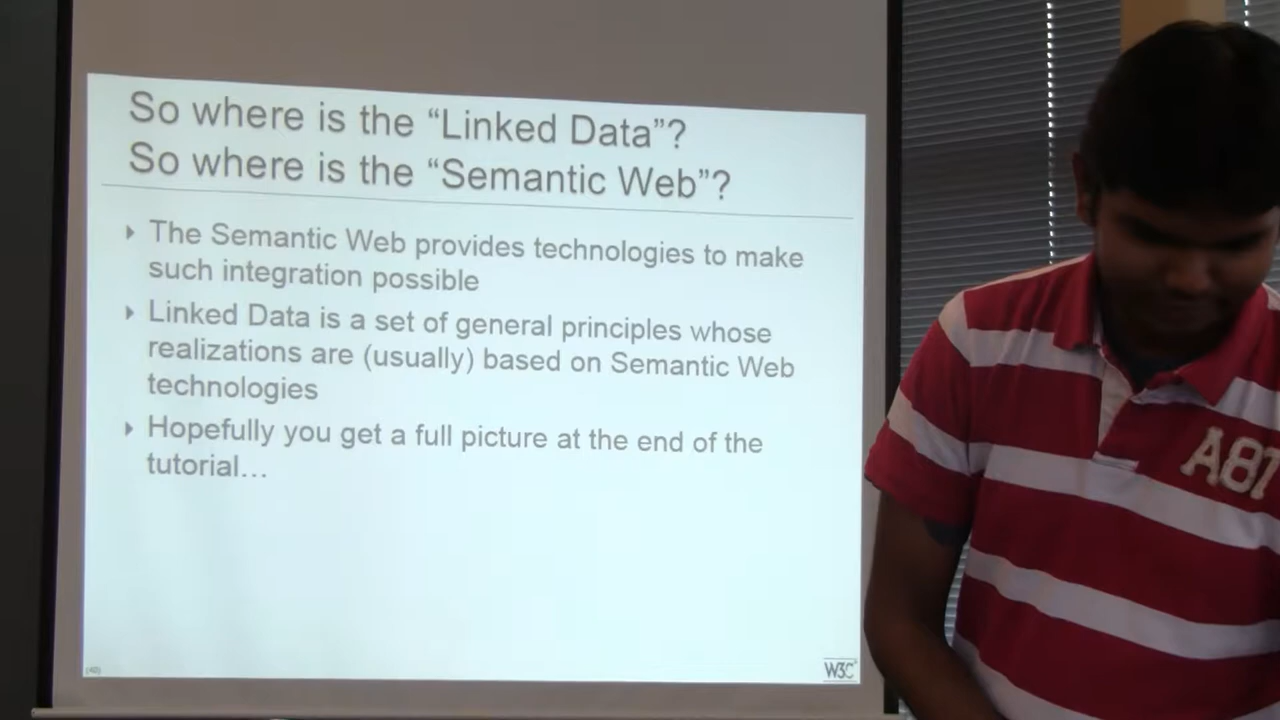 So where is the “Linked Data”?
So where is the “Semantic Web”?
The Semantic Web provides technologies to make
such integration possible
Linked Data is a set of general principles whose
realizations are (usually) based on Semantic Web
technologies
Hopefully you get a full picture at the end of the
tutorial…
W3C
A87